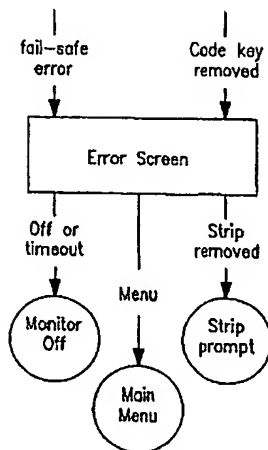 fail-safe
error
Code key
removed
Error Screen
Off or
timeout
Menu
Strip
removed
Monitor
Off
Main
Menu
Strip
prompt